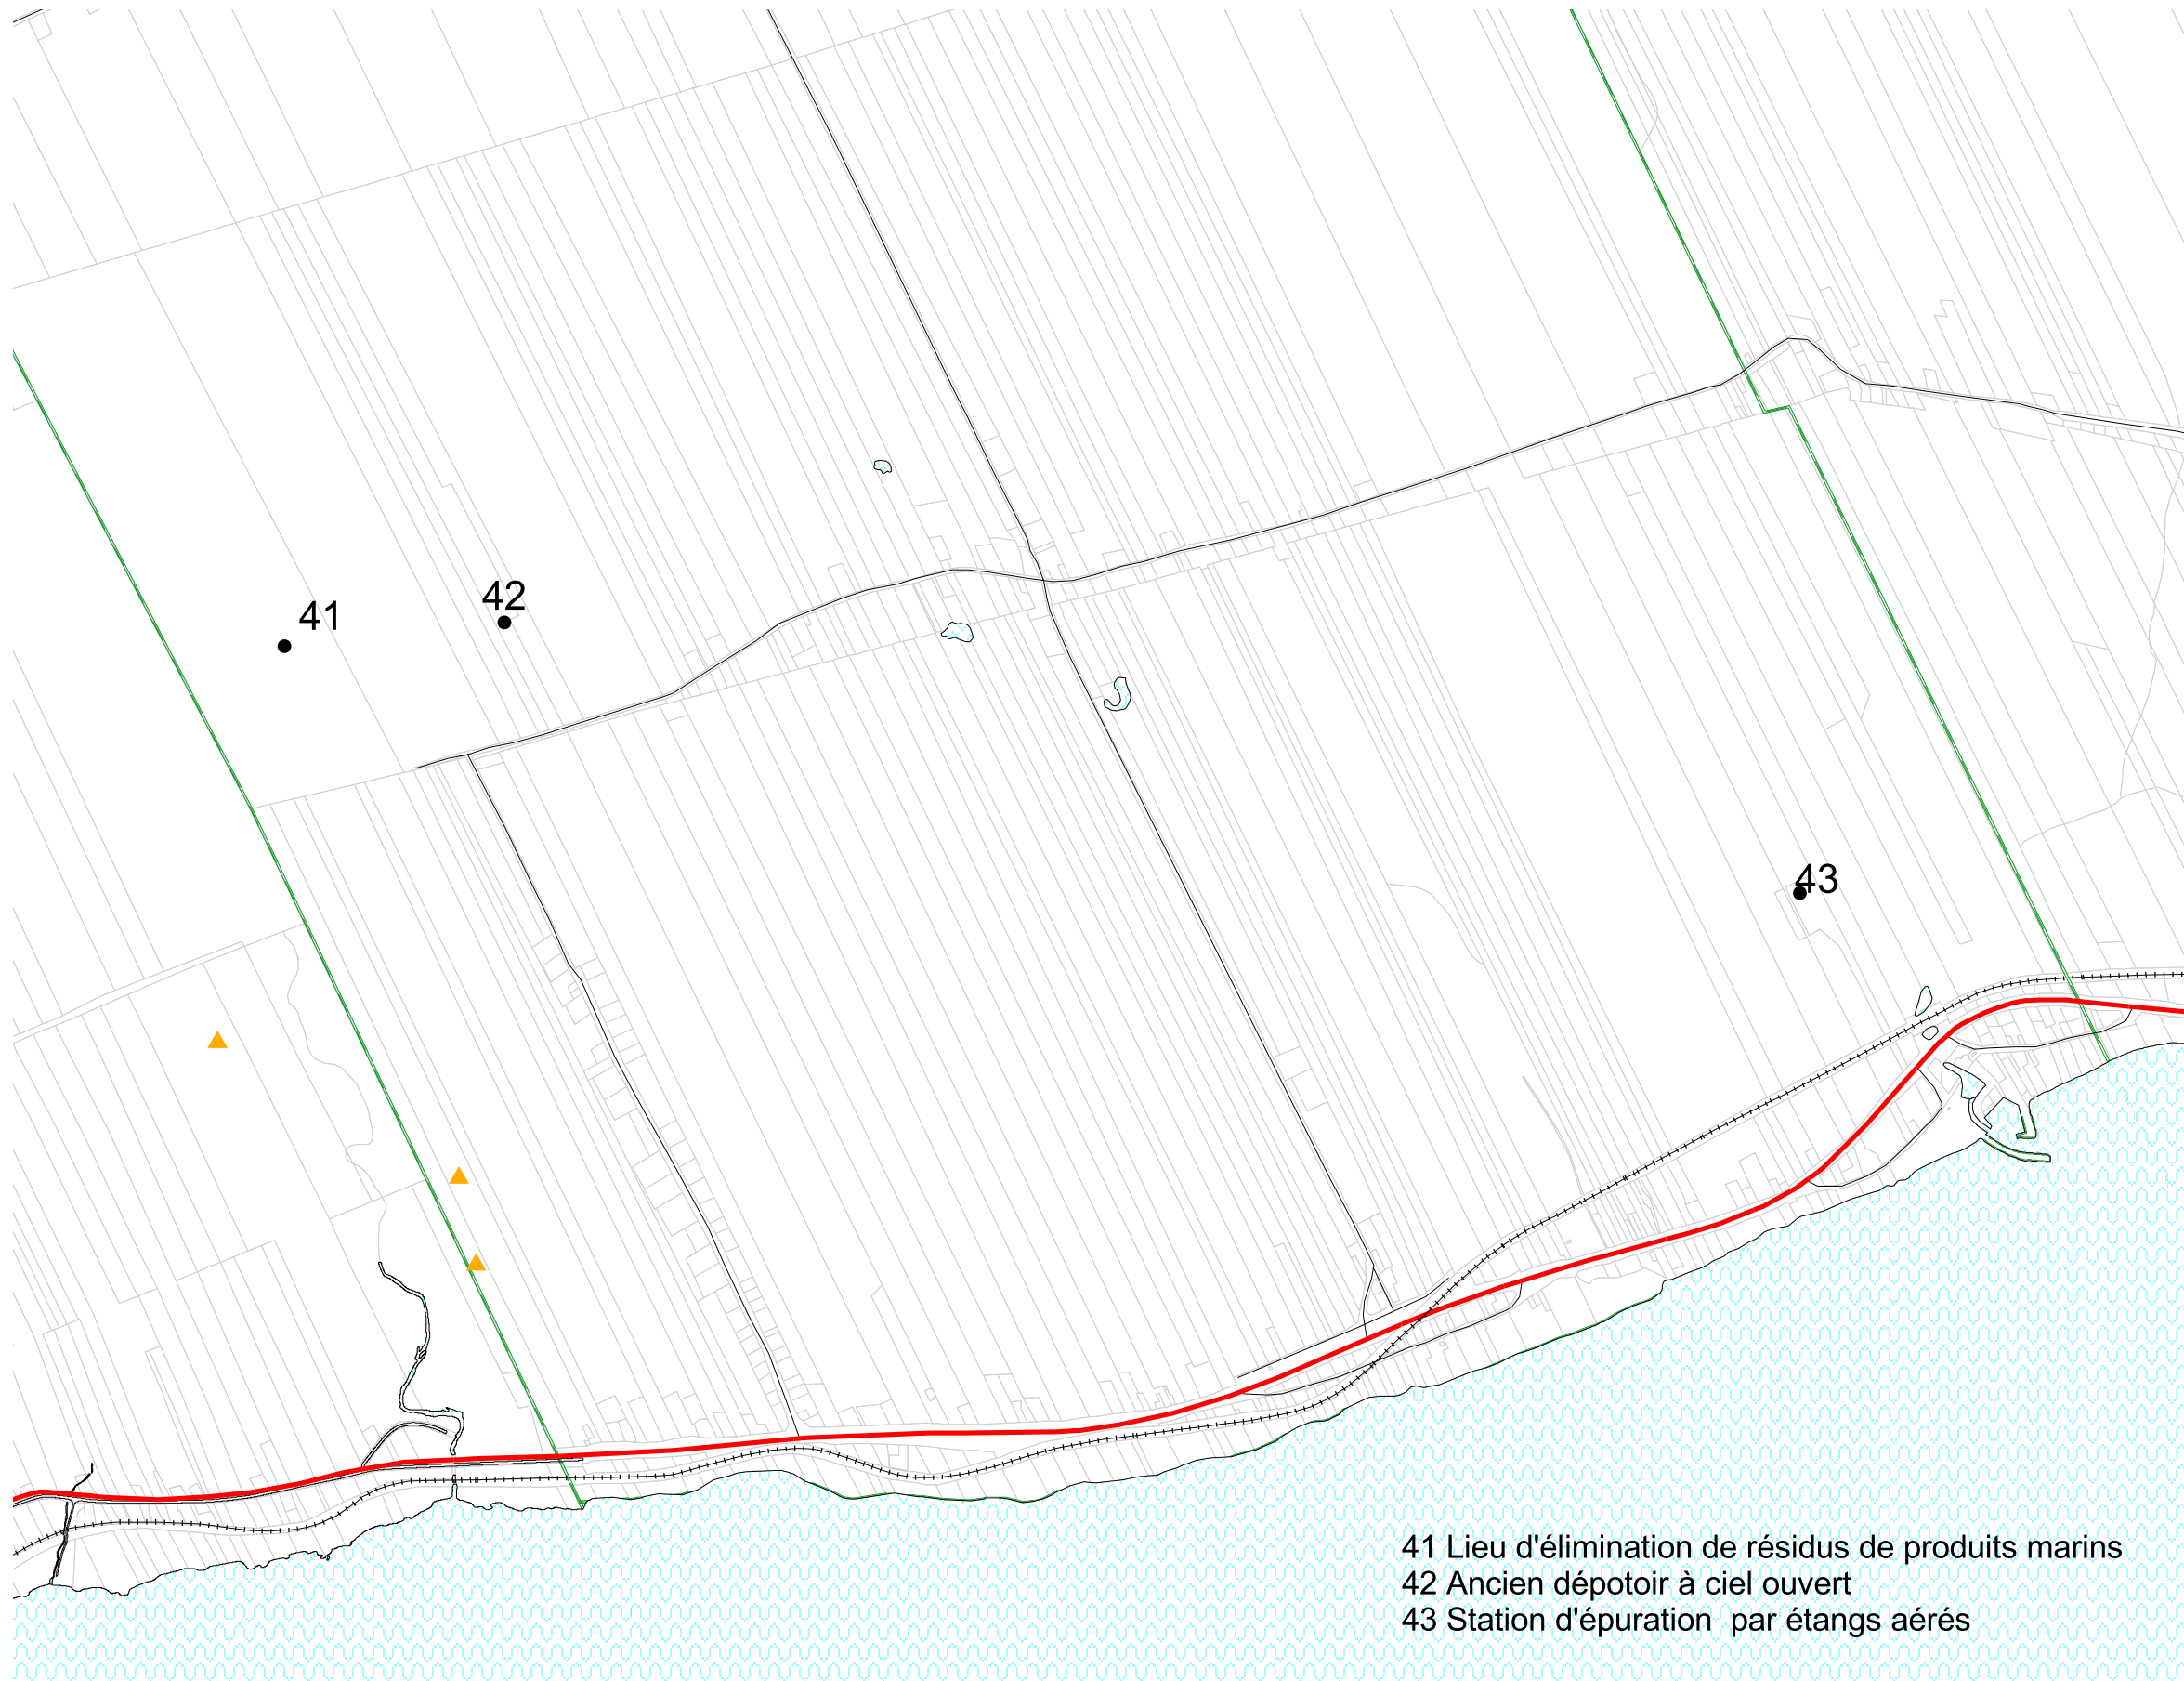 42
41
43
41 Lieu d'élimination de résidus de produits marins
42 Ancien dépotoir à ciel ouvert
43 Station d'épuration  par étangs aérés